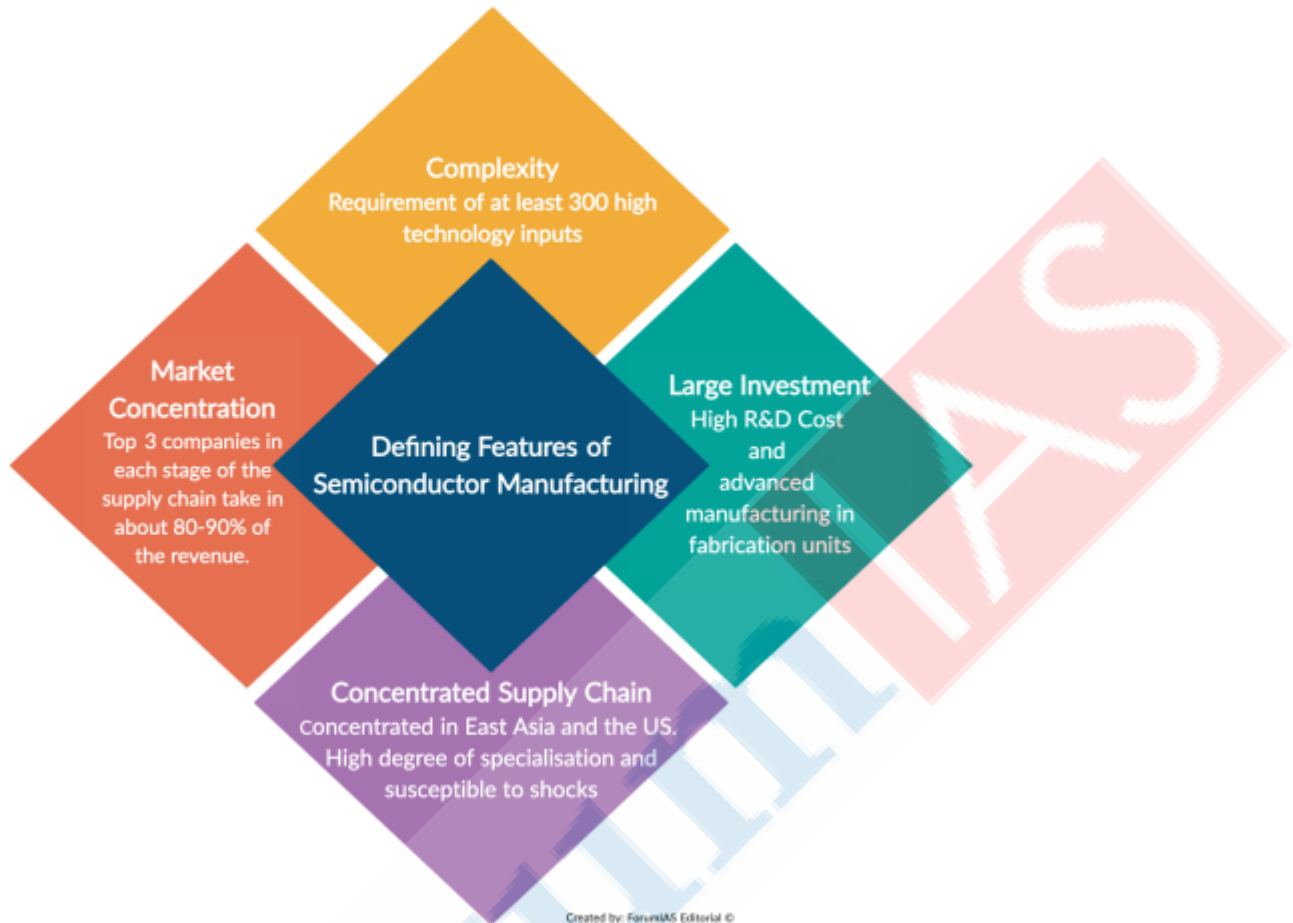 Complexity
Requirement of at least 300 high
technology inputs
Market
Concentration
Top 3 companies in
each stage of the
supply chain take in
about 80-90% of
the revenue.
Defining Features of
Semiconductor Manufacturing
Large Investment
High R&D Cost
and
advanced
manufacturing in
fabrication units
Concentrated Supply Chain
Concentrated in East Asia and the US.
High degree of specialisation and
susceptible to shocks
IAS
Created by: ForumIAS Editorial ©